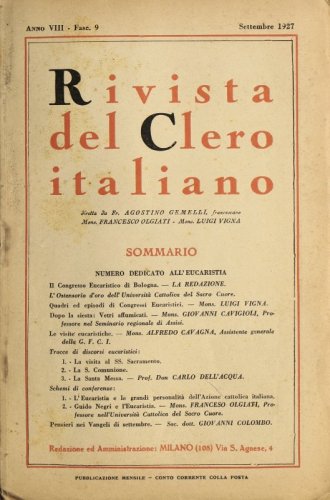 ANNO VIII - Fasc. 9
Settembre 1927
Rivista
del Clero
italiano
diretta da Fr. AGOSTINO GEMELLI, francescano
Mons. FRANCESCO OLGIATI - Mons. LUIGI VIGNA
SOMMARIO
NUMERO DEDICATO ALL'EUCARISTIA
Il Congresso Eucaristico di Bologna. — LA REDAZIONE.
L'Ostensorio d'oro dell'Università Cattolica del Sacro Cuore.
Quadri ed episodi di Congressi Eucaristici. — Mons. LUIGI VIGNA.
Dopo la siesta: Vetri affumicati. — Mons. GIOVANNI CAVIGIOLI, Pro-
fessore nel Seminario regionale di Assisi.
Le visite eucaristiche. — Mons. ALFREDO CAVAGNA, Assistente generale
della G. F. C. I.
Tracce di discorsi eucaristici:
1. - La visita al SS. Sacramento.
2. - La S. Comunione.
3. - La Santa Messa. — Prof. Don CARLO DELL'ACQUA.
Schemi di conferenze:
1. - L'Eucaristia e le grandi personalità dell'Azione cattolica italiana.
2. - Guido Negri e l'Eucaristia. — Mons. FRANCESO OLGIATI, Pro-
fessore nell'Università Cattolica del Sacro Cuore.
Pensieri nei Vangeli di settembre. — Sac. dott. GIOVANNI COLOMBO.
Redazione ed Amministrazione: MILANO (108) Via S. Agnese, 4
PUBBLICAZIONE MENSILE - CONTO CORRENTE COLLA POSTA